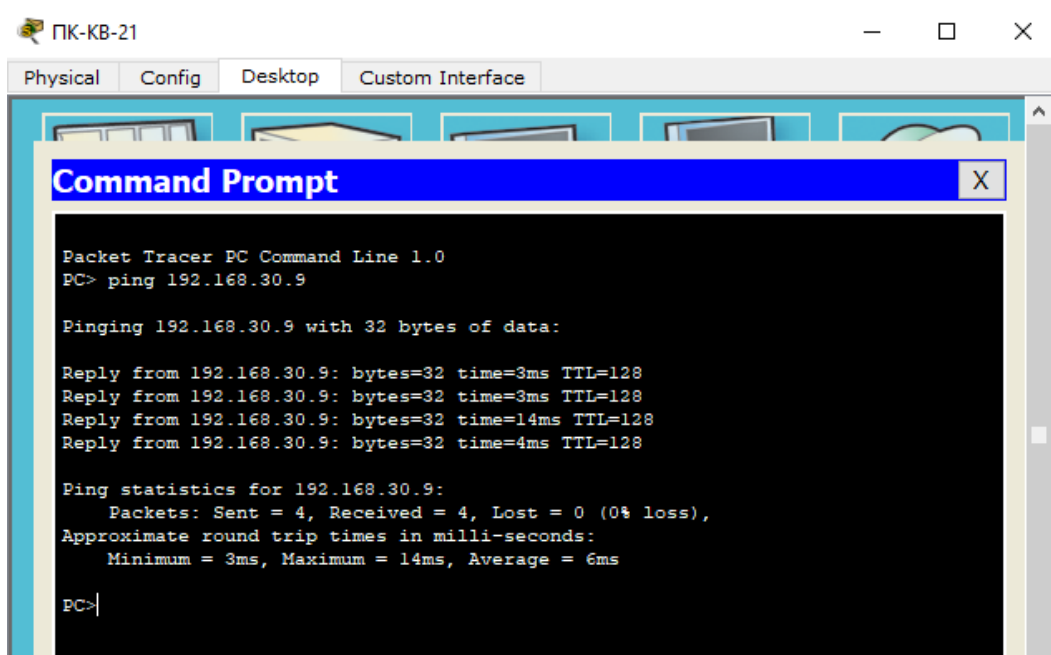 ПК-КВ-21
Physical Config Desktop Custom Interface
Command Prompt X
Packet Tracer PC Command Line 1.0
PC> ping 192.168.30.9
Pinging 192.168.30.9 with 32 bytes of data:
Reply from 192.168.30.9: bytes=32 time=3ms TTL=128
Reply from 192.168.30.9: bytes=32 time=3ms TTL=128
Reply from 192.168.30.9: bytes=32 time=14ms TTL=128
Reply from 192.168.30.9: bytes=32 time=4ms TTL=128
Ping statistics for 192.168.30.9:
Packets: Sent = 4, Received = 4, Lost = 0 (0% loss),
Approximate round trip times in milli-seconds:
Minimum = 3ms, Maximum = 14ms, Average = 6ms
PC>